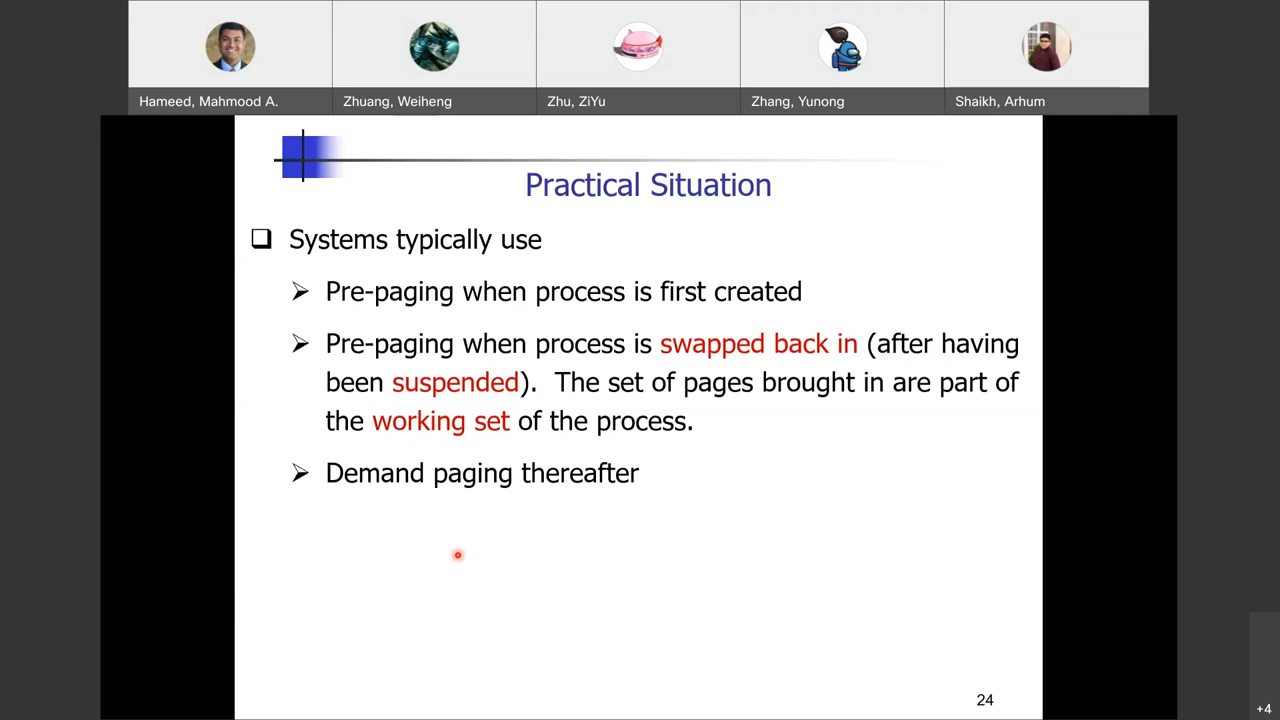 Hameed, Mahmood A.
Zhuang, Weiheng
Zhu, ZiYu
Zhang, Yunong
Shaikh, Arhum
Practical Situation
Systems typically use
Pre-paging when process is first created
Pre-paging when process is swapped back in (after having
been suspended). The set of pages brought in are part of
the working set of the process.
Demand paging thereafter
24
+4